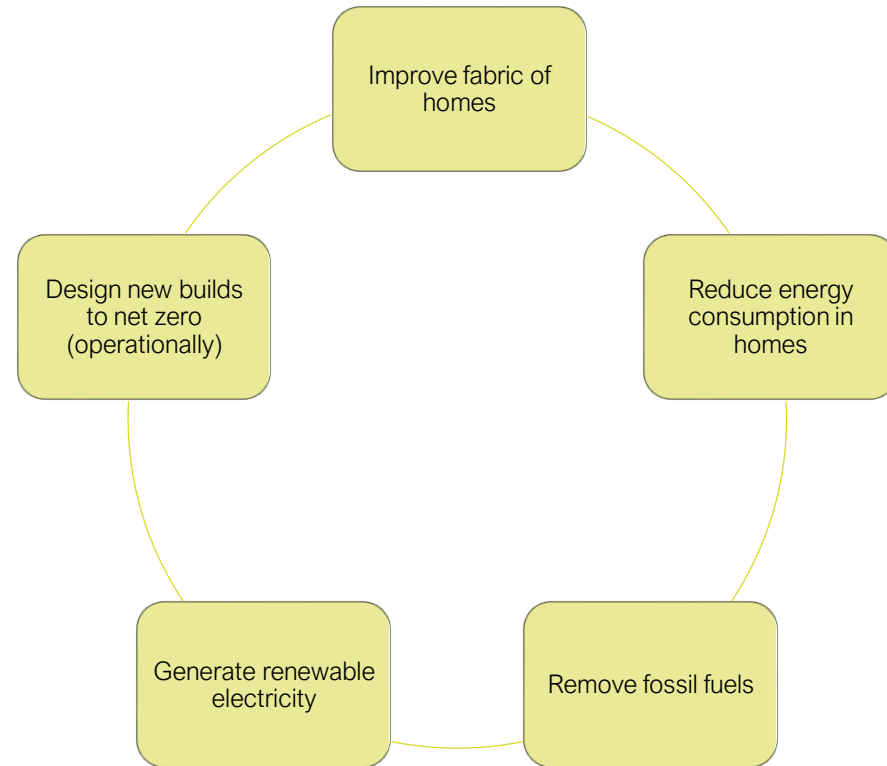 Improve fabric of
homes
Reduce energy
consumption in
homes
Remove fossil fuels
Generate renewable
electricity
Design new builds
to net zero
(operationally)